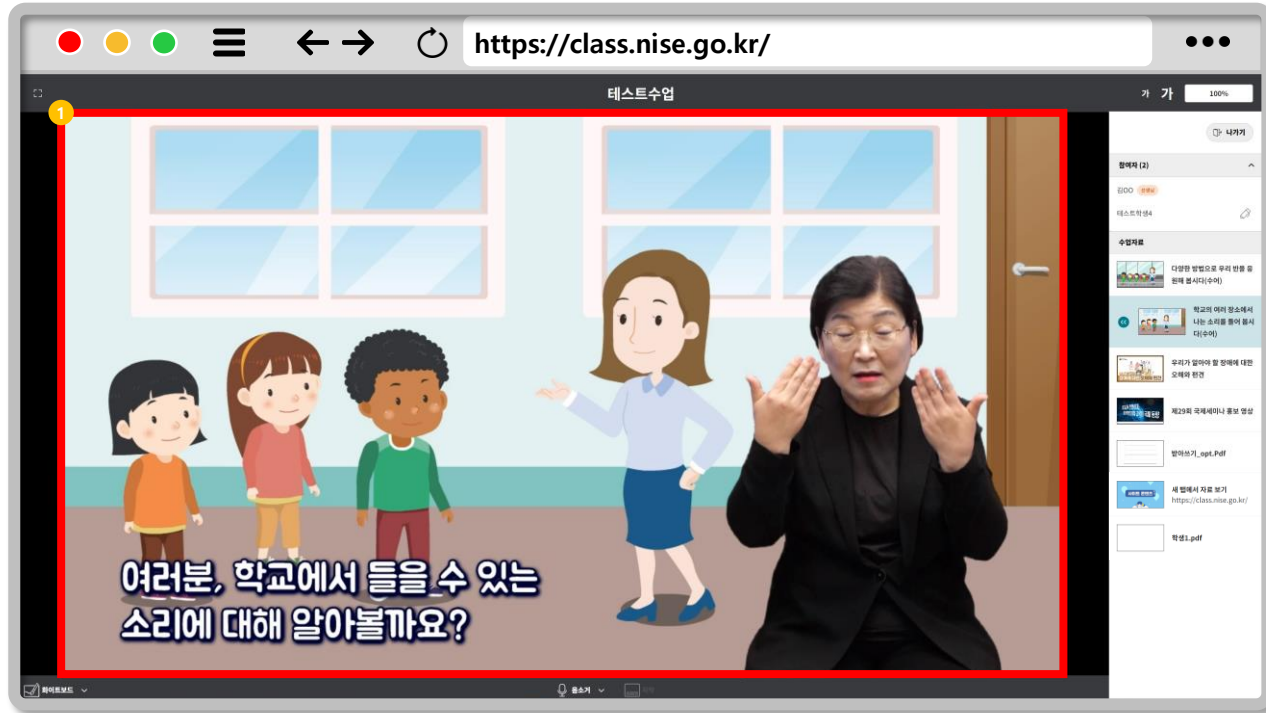 https://class.nise.go.kr/
테스트수업
가 가 100%
1
나가기
참여자 (2)
선생님
테스트학생4
수업자료
다양한 방법으로 우리 반을 응
원해 봅시다(수어)
학교의 여러 장소에서
나는 소리를 들어 봅시
다(수어)
우리가 알아야 할 장애에 대한
오해와 편견
제29회 국제세미나 홍보 영상
받아쓰기_opt.Pdf
새 탭에서 자료 보기
https://class.nise.go.kr/
학생1.pdf
여러분, 학교에서 들을 수 있는
소리에 대해 알아볼까요?
화이트보드
음소거